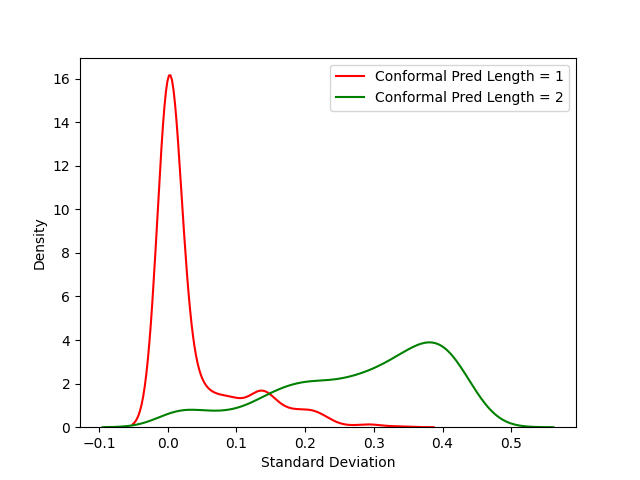 Conformal Pred Length = 1
Conformal Pred Length = 2
16
14
12
10
8
6
4
2
0
Density
−0.1 0.0 0.1 0.2 0.3 0.4 0.5
Standard Deviation